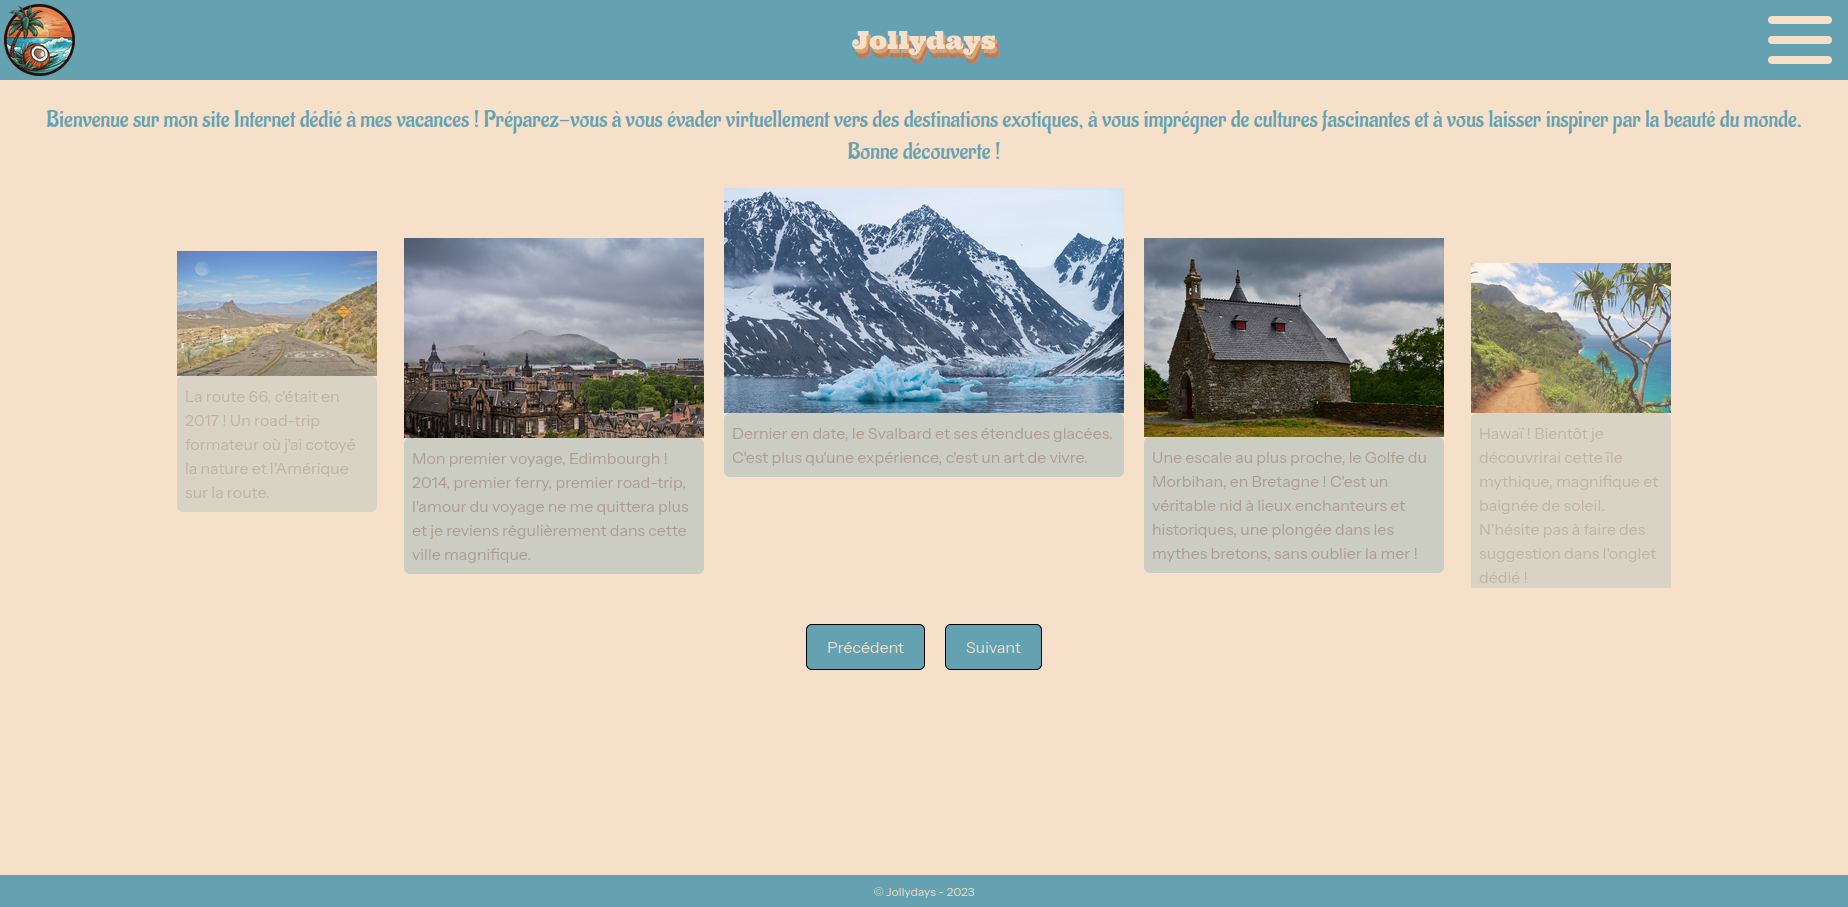 Jollydays
Bienvenue sur mon site Internet dédié à mes vacances ! Préparez-vous à vous évader virtuellement vers des destinations exotiques, à vous imprégner de cultures fascinantes et à vous laisser inspirer par la beauté du monde.
Bonne découverte !
La route 66, c'était en
2017 ! Un road-trip
formateur où j'ai cotoyé
la nature et l'Amérique
sur la route.
Mon premier voyage, Edimbourgh !
2014, premier ferry, premier road-trip,
l'amour du voyage ne me quittera plus
et je reviens régulièrement dans cette
ville magnifique.
Dernier en date, le Svalbard et ses étendues glacées.
C'est plus qu'une expérience, c'est un art de vivre.
Une escale au plus proche, le Golfe du
Morbihan, en Bretagne ! C'est un
véritable nid à lieux enchanteurs et
historiques, une plongée dans les
mythes bretons, sans oublier la mer !
Hawaï ! Bientôt je
découvrirai cette île
mythique, magnifique et
baignée de soleil.
N'hésite pas à faire des
suggestion dans l'onglet
dédié !
Précédent
Suivant
© Jollydays - 2023